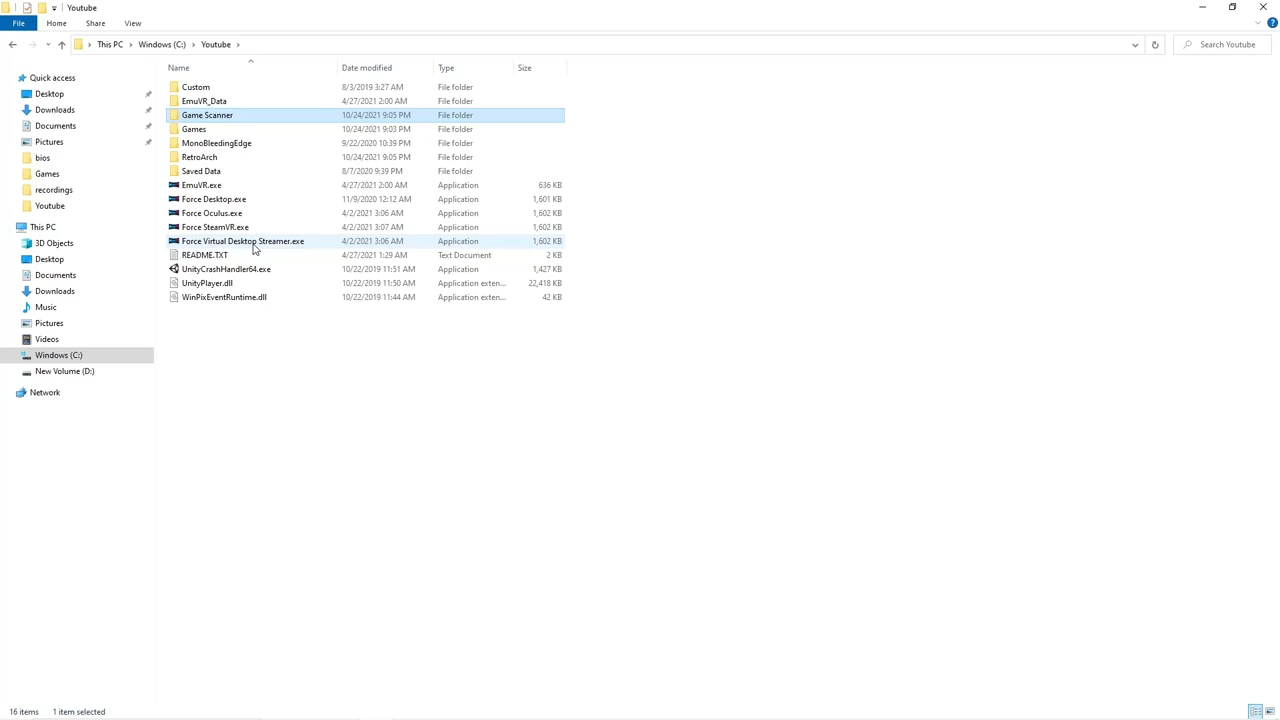 Youtube
File Home Share View
This PC Windows (C:) Youtube Search Youtube
Name Date modified Type Size
Quick access
Desktop
Downloads
Documents
Pictures
bios
Games
recordings
Youtube
This PC
3D Objects
Desktop
Documents
Downloads
Music
Pictures
Videos
Windows (C:)
New Volume (D:)
Network
Custom 8/3/2019 3:27 AM File folder
EmuVR_Data 4/27/2021 2:00 AM File folder
Game Scanner 10/24/2021 9:05 PM File folder
Games 10/24/2021 9:03 PM File folder
MonoBleedingEdge 9/22/2020 10:39 PM File folder
RetroArch 10/24/2021 9:05 PM File folder
Saved Data 8/7/2020 9:39 PM File folder
EmuVR.exe 4/27/2021 2:00 AM Application 636 KB
Force Desktop.exe 11/9/2020 12:12 AM Application 1,601 KB
Force Oculus.exe 4/2/2021 3:06 AM Application 1,602 KB
Force SteamVR.exe 4/2/2021 3:07 AM Application 1,602 KB
Force Virtual Desktop Streamer.exe 4/2/2021 3:06 AM Application 1,602 KB
README.TXT 4/27/2021 1:29 AM Text Document 2 KB
UnityCrashHandler64.exe 10/22/2019 11:51 AM Application 1,427 KB
UnityPlayer.dll 10/22/2019 11:50 AM Application exten... 22,418 KB
WinPixEventRuntime.dll 10/22/2019 11:44 AM Application exten... 42 KB
16 items 1 item selected